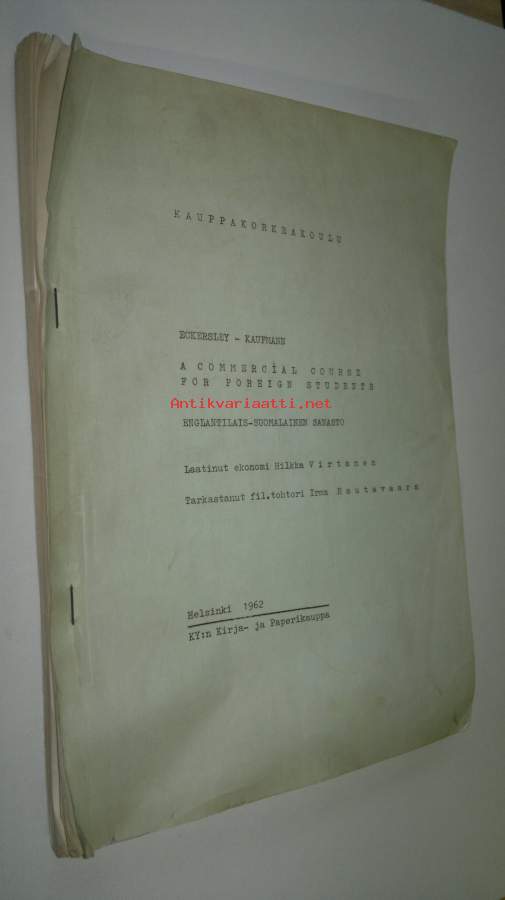 KAUPPAKORKEAKOULU
ECKERSLEY - KAUFMANN
A COMMERCIAL COURSE
FOR FOREIGN STUDENTS
Antikvariaatti.net
ENGLANTILAIS-SUOMALAINEN SANASTO
Laatinut ekonomi Hilkka Virtanen
Tarkastanut fil.tohtori Irma Rautavaara
Helsinki 1962
KY:n Kirja- ja Paperikauppa